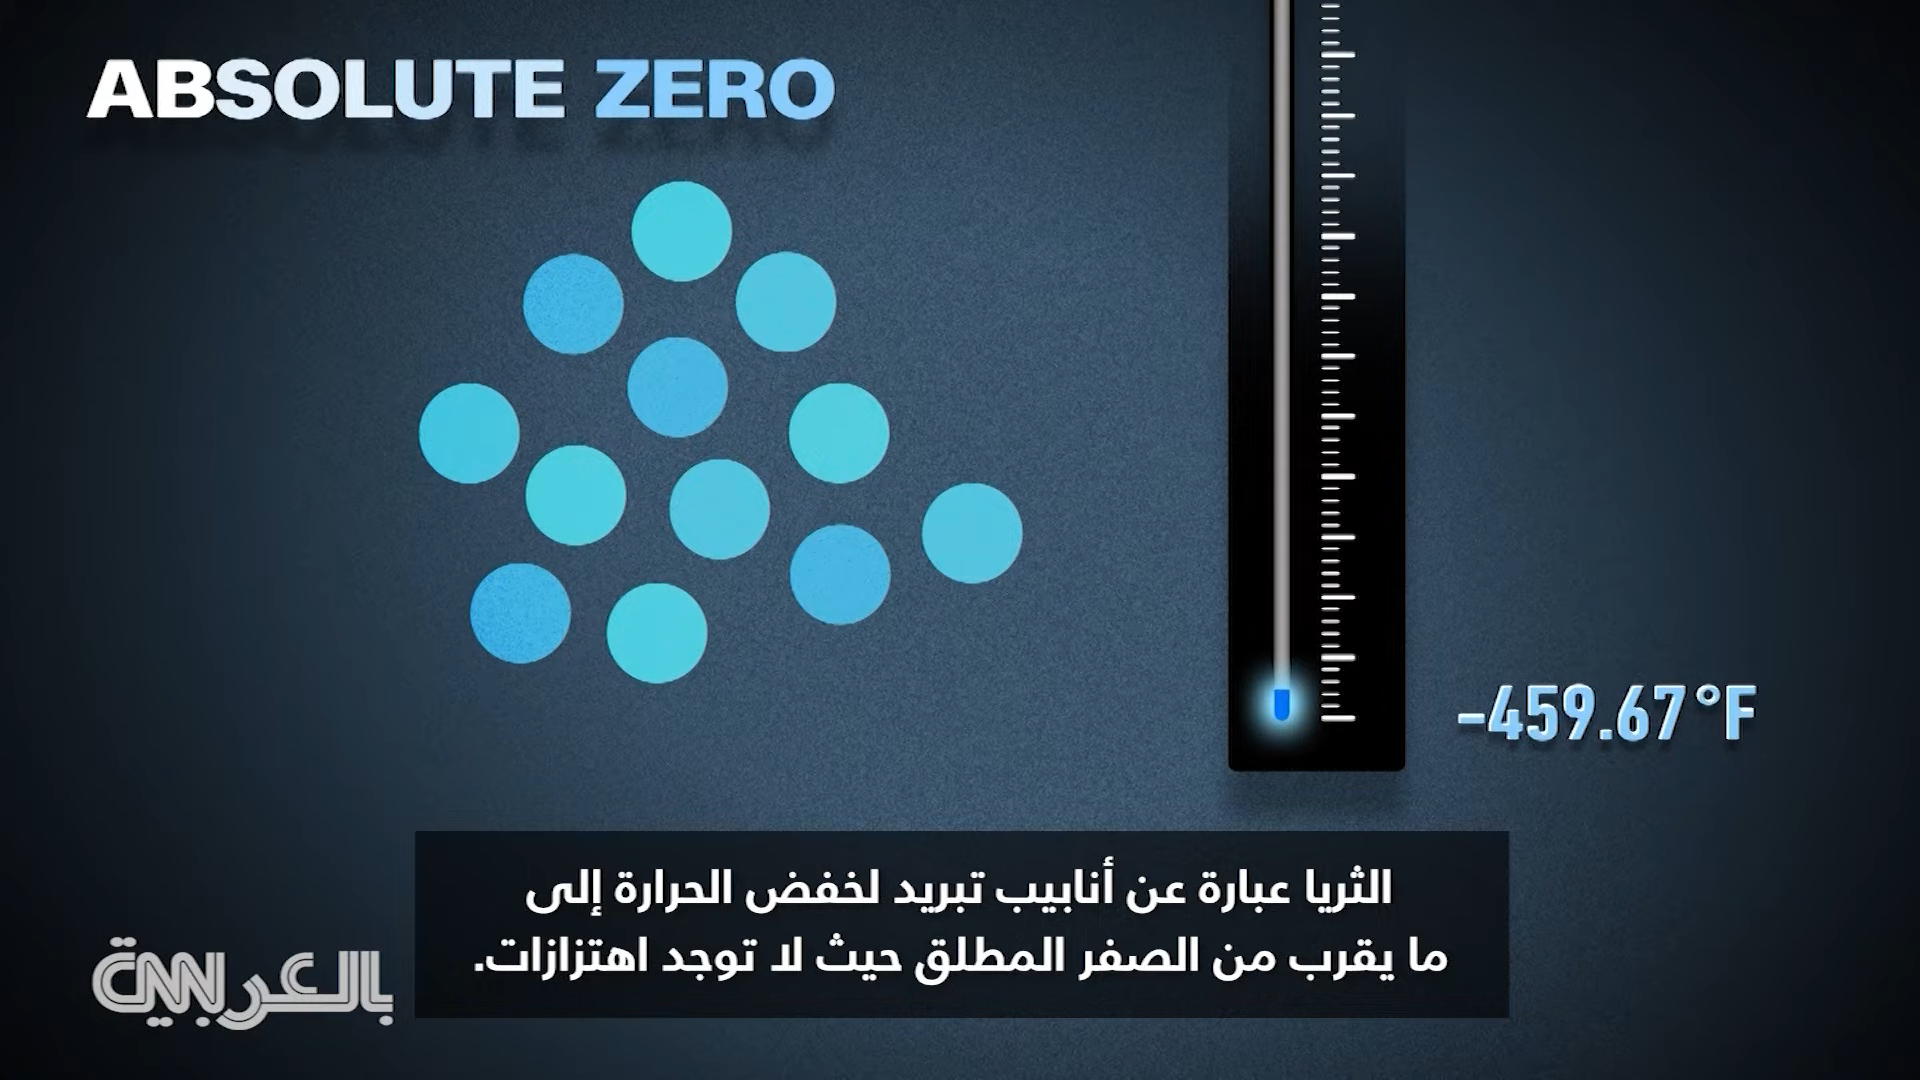 ABSOLUTE ZERO
-459.67°F
الثريا عبارة عن أنابيب تبريد لخفض الحرارة إلى
ما يقرب من الصفر المطلق حيث لا توجد اهتزازات.
CNN بالعربية